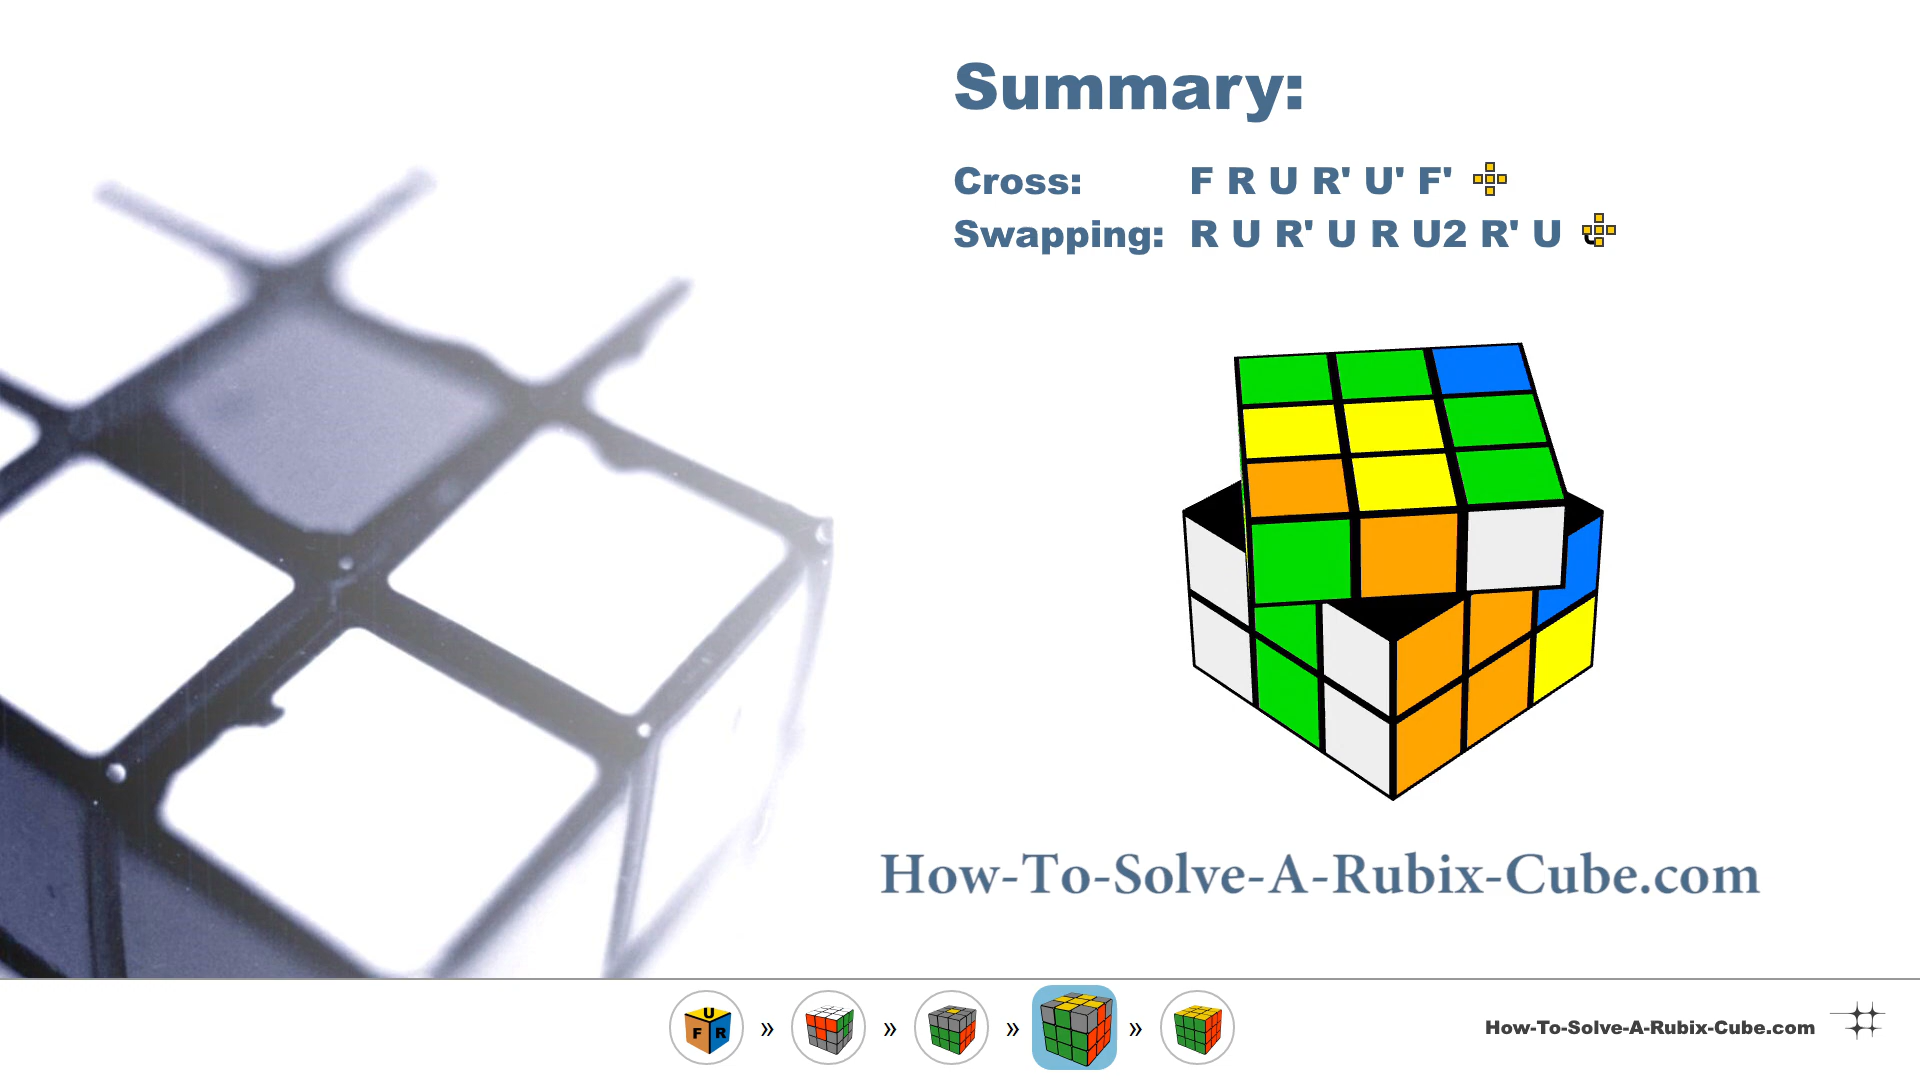 Summary:
Cross: F R U R' U' F'
Swapping: R U R' U R U2 R' U
How-To-Solve-A-Rubix-Cube.com
U
F R
»
»
»
»
How-To-Solve-A-Rubix-Cube.com